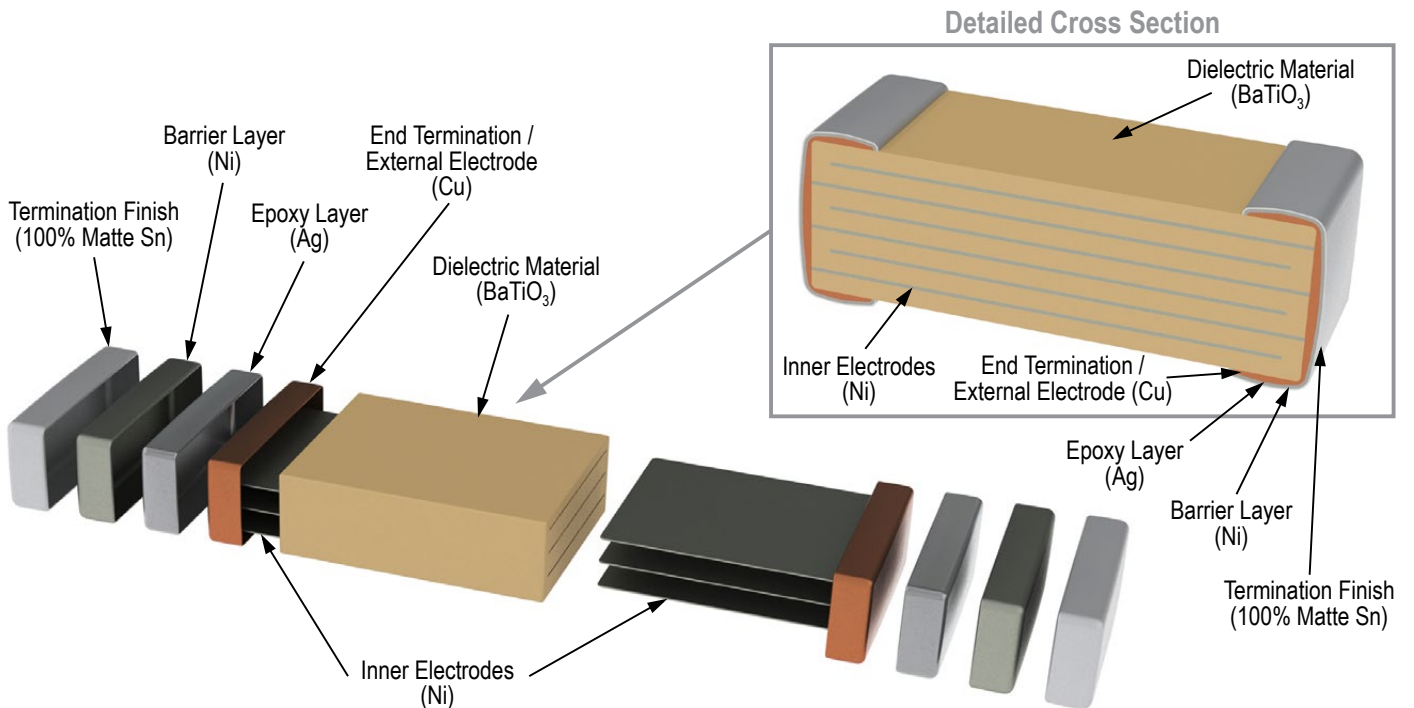 Detailed Cross Section
Dielectric Material
(BaTiO₃)
Inner Electrodes
(Ni)
End Termination /
External Electrode (Cu)
Epoxy Layer
(Ag)
Barrier Layer
(Ni)
Termination Finish
(100% Matte Sn)
Termination Finish
(100% Matte Sn)
Barrier Layer
(Ni)
Epoxy Layer
(Ag)
End Termination /
External Electrode
(Cu)
Dielectric Material
(BaTiO₃)
Inner Electrodes
(Ni)